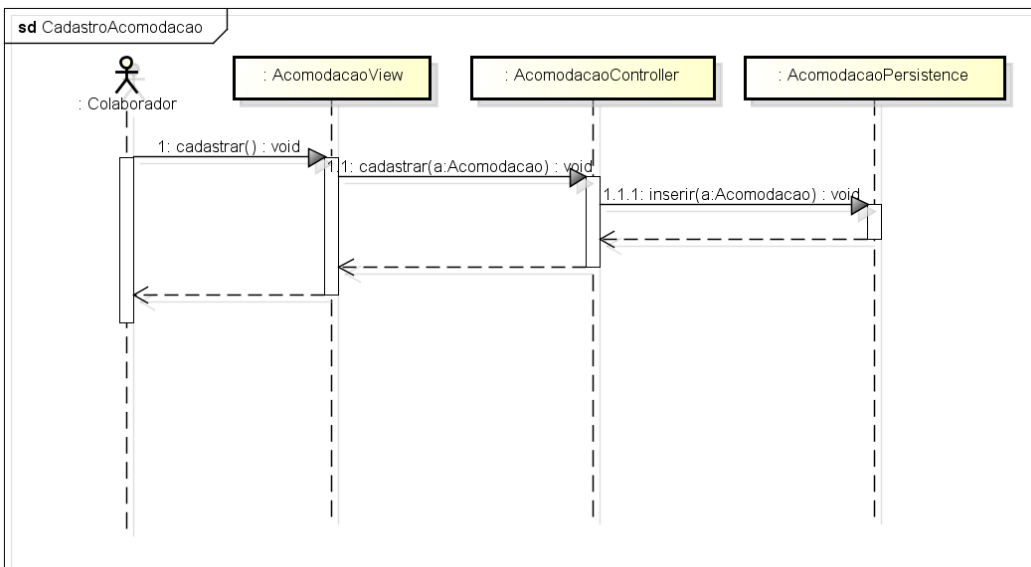 sd CadastroAcomodacao
: Colaborador
: AcomodacaoView
: AcomodacaoController
: AcomodacaoPersistence
1: cadastrar() : void
1.1: cadastrar(a:Acomodacao) : void
1.1.1: inserir(a:Acomodacao) : void